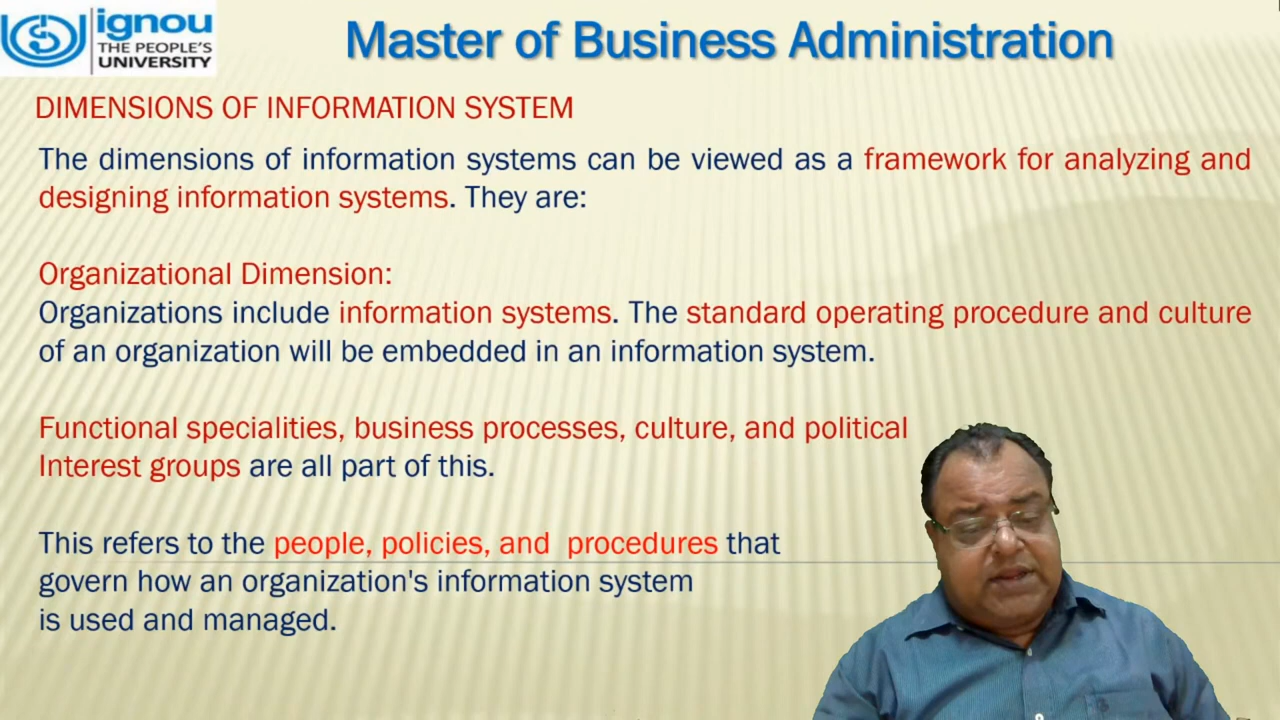 ignou
THE PEOPLE'S
UNIVERSITY
Master of Business Administration
DIMENSIONS OF INFORMATION SYSTEM
The dimensions of information systems can be viewed as a framework for analyzing and
designing information systems. They are:
Organizational Dimension:
Organizations include information systems. The standard operating procedure and culture
of an organization will be embedded in an information system.
Functional specialities, business processes, culture, and political
Interest groups are all part of this.
This refers to the people, policies, and procedures that
govern how an organization's information system
is used and managed.